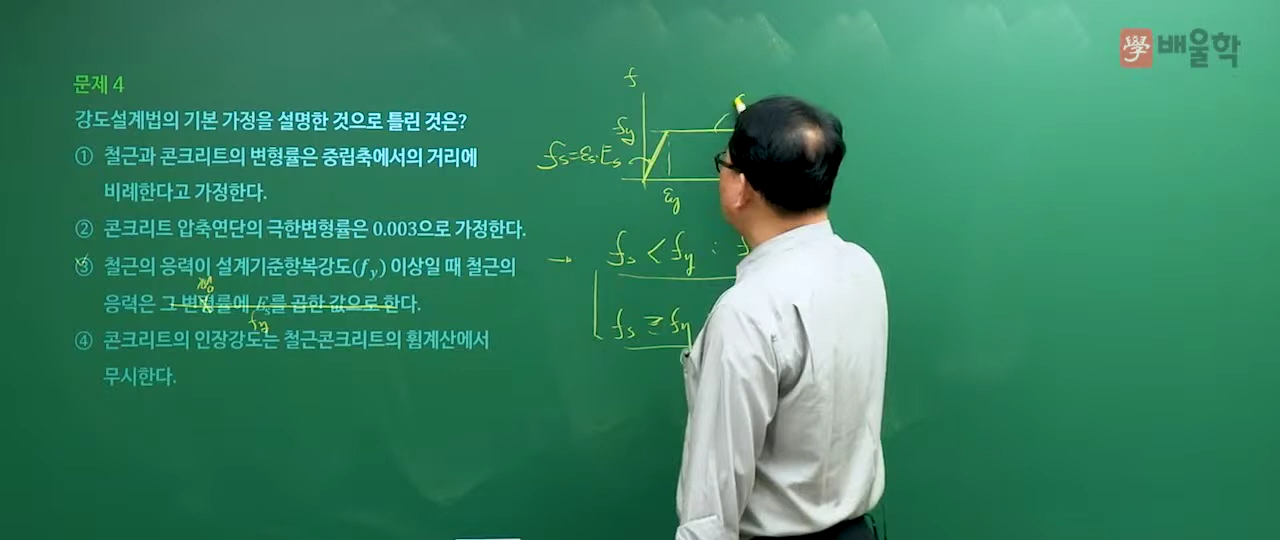 學 배울학
문제 4
강도설계법의 기본 가정을 설명한 것으로 틀린 것은?
① 철근과 콘크리트의 변형률은 중립축에서의 거리에
비례한다고 가정한다.
② 콘크리트 압축연단의 극한변형률은 0.003으로 가정한다.
③ 철근의 응력이 설계기준항복강도(fy) 이상일 때 철근의
응력은 그 변형률에 Es를 곱한 값으로 한다.
fy
④ 콘크리트의 인장강도는 철근콘크리트의 휨계산에서
무시한다.
f
fy
fs=εs·Es
εy
→ fs < fy :
fs ≥ fy